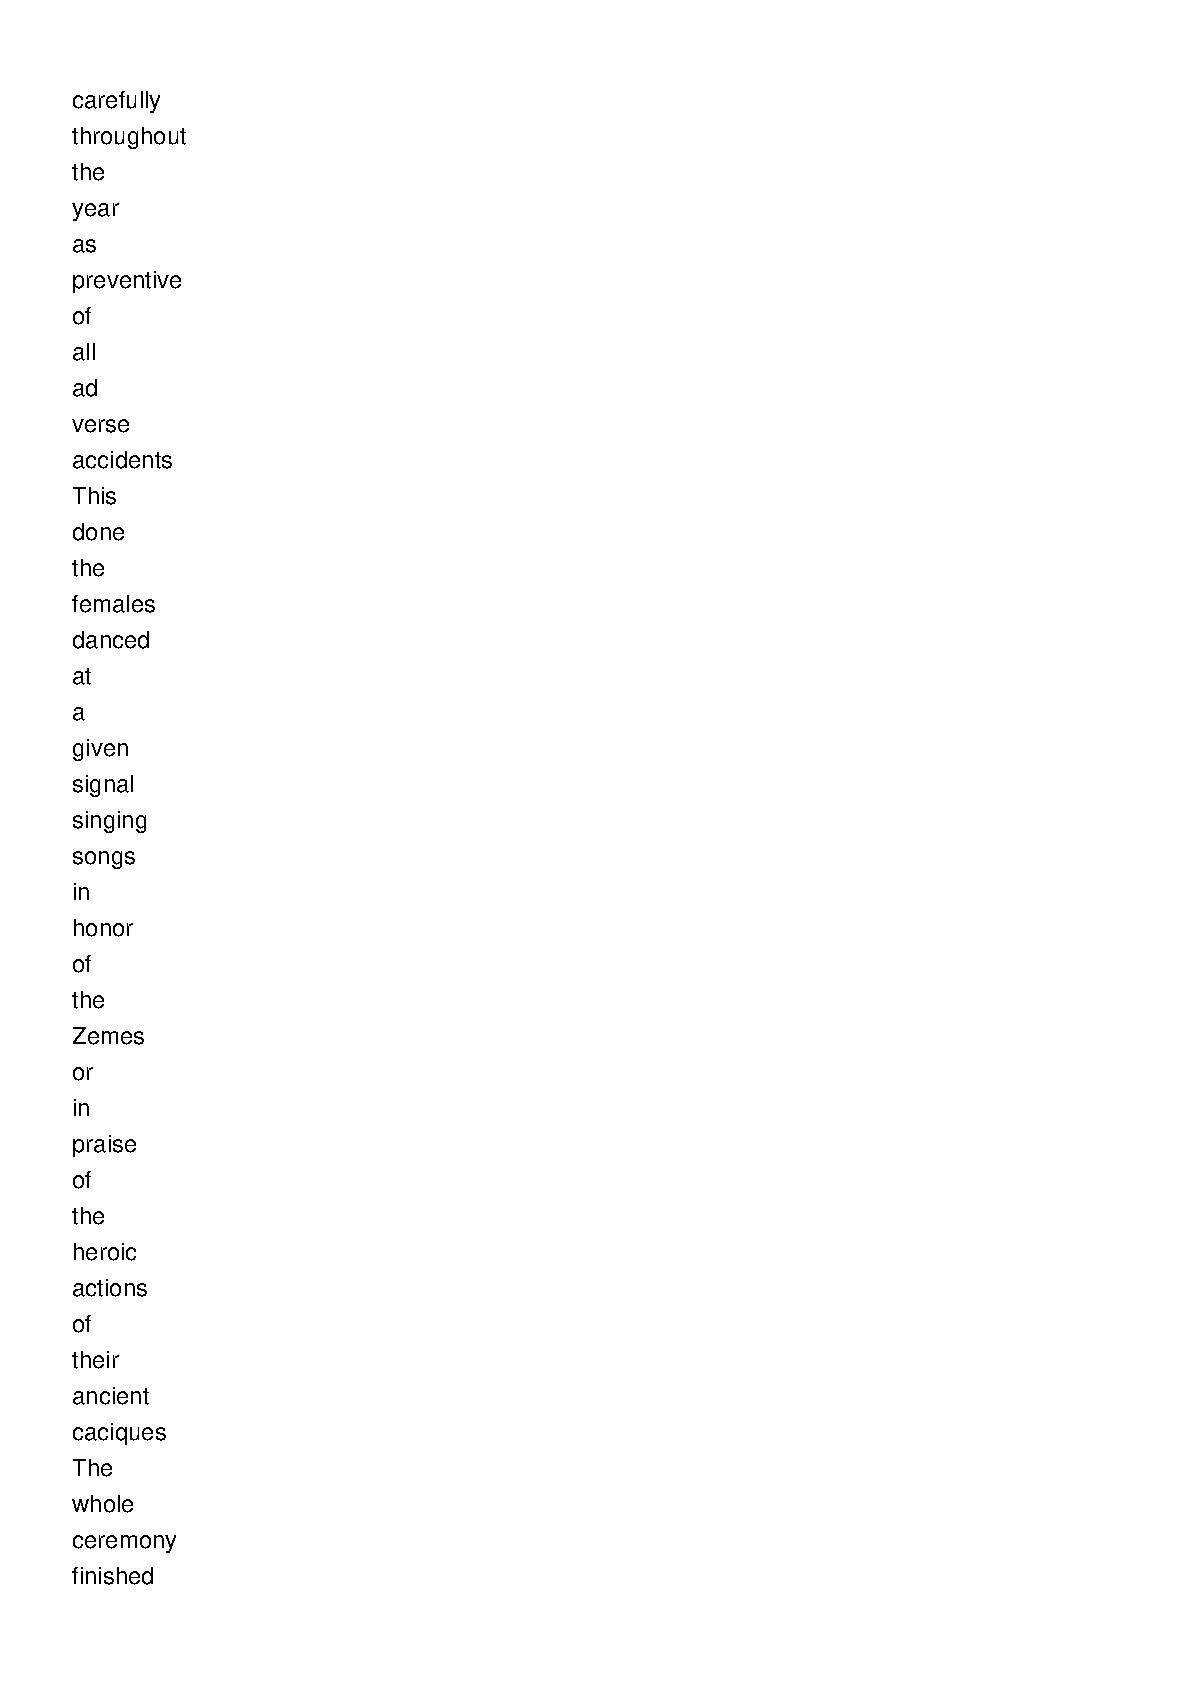 carefully
throughout
the
year
as
preventive
of
all
ad
verse
accidents
This
done
the
females
danced
at
a
given
signal
singing
songs
in
honor
of
the
Zemes
or
in
praise
of
the
heroic
actions
of
their
ancient
caciques
The
whole
ceremony
finished